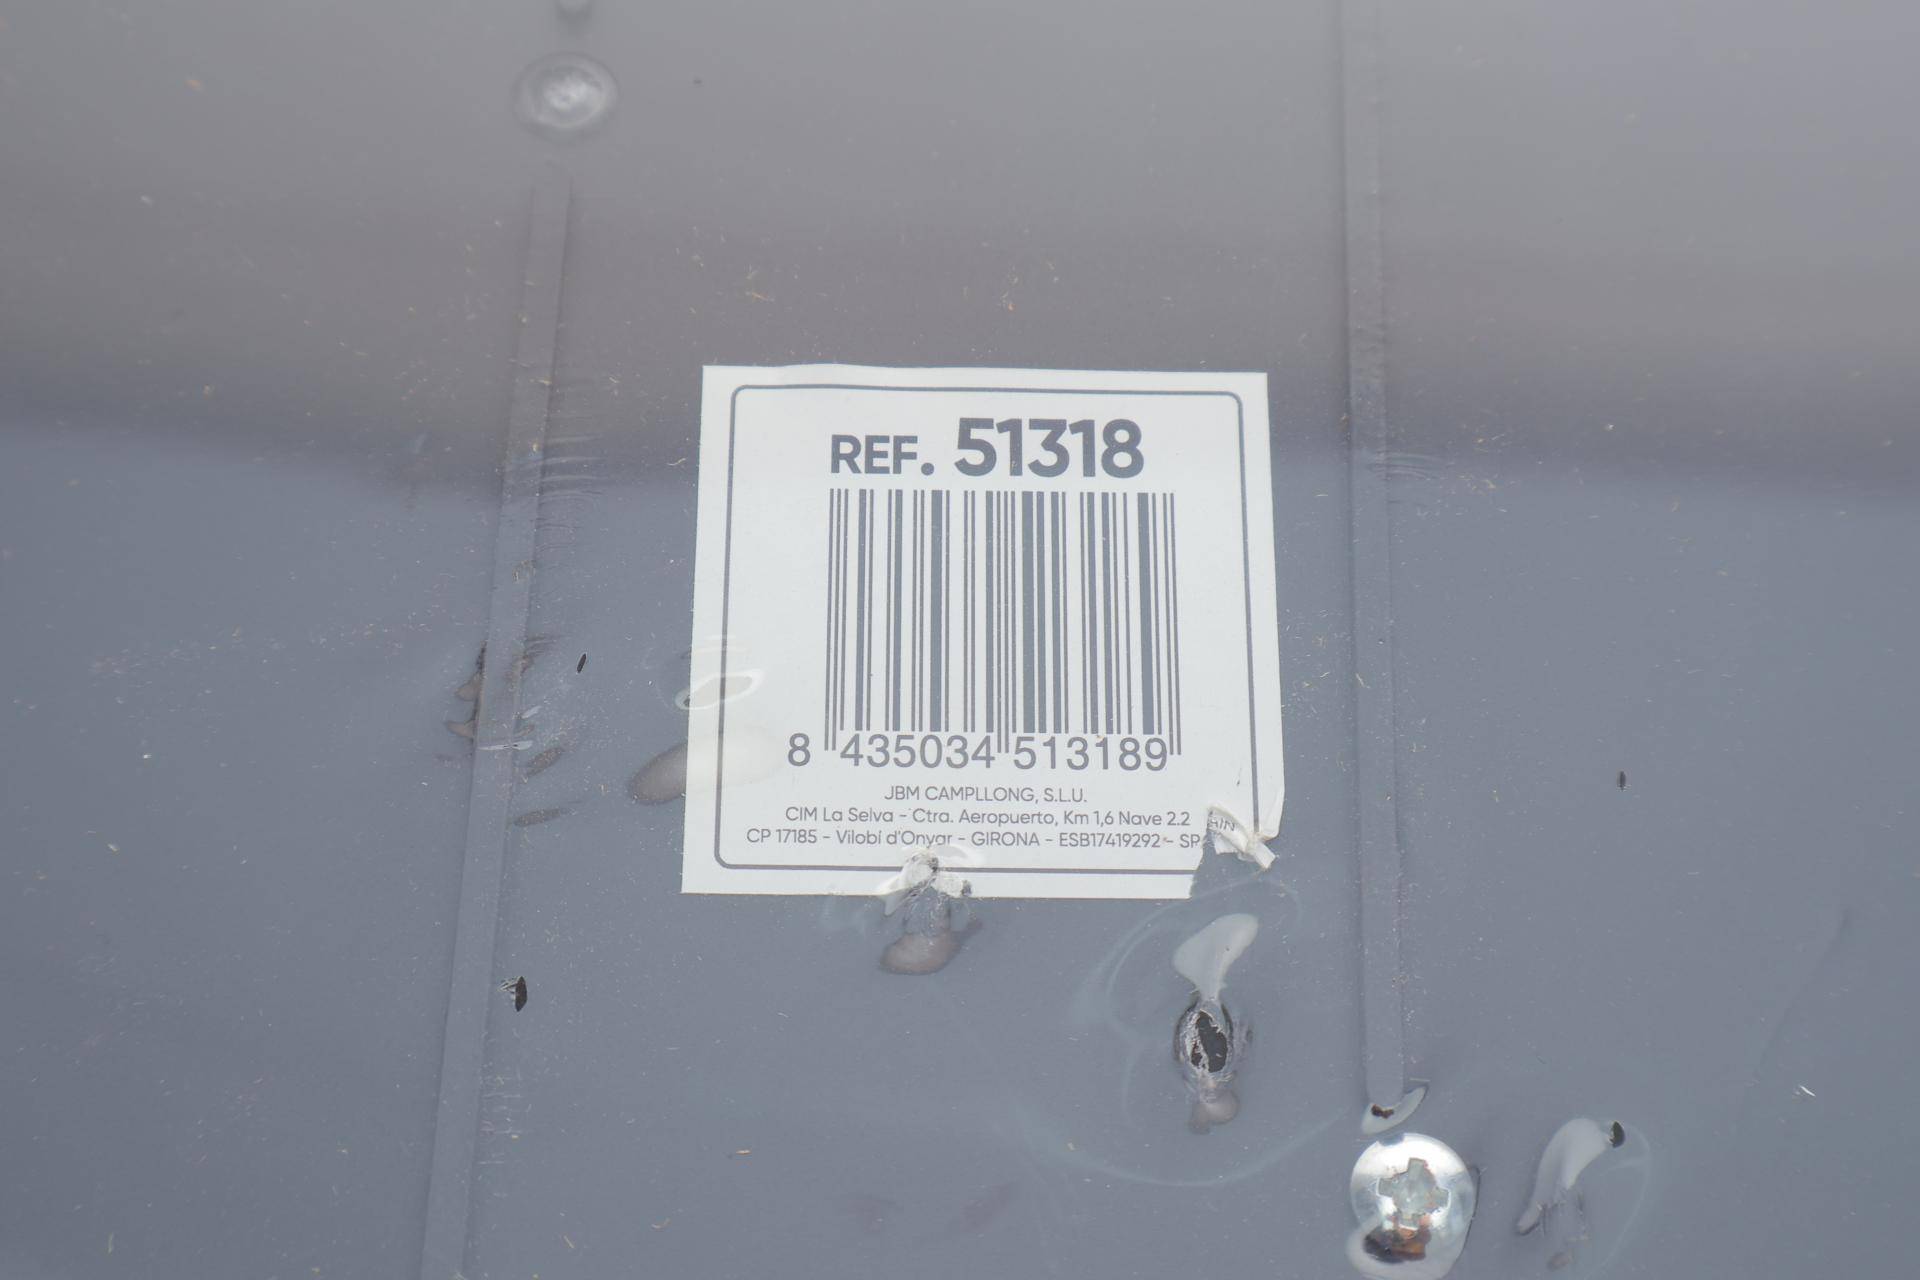 REF. 51318
8 435034 513189
JBM CAMPLLONG, S.L.U.
CIM La Selva - Ctra. Aeropuerto, Km 1,6 Nave 2.2
CP 17185 - Vilobí d'Onyar - GIRONA - ESB17419292 - SPAIN